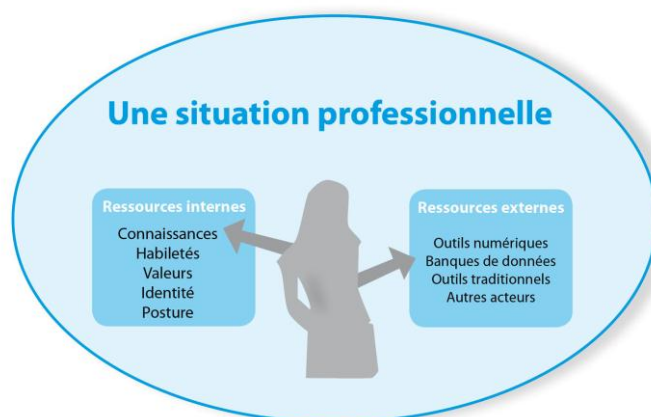 Une situation professionnelle
Ressources internes
Connaissances
Habiletés
Valeurs
Identité
Posture
Ressources externes
Outils numériques
Banques de données
Outils traditionnels
Autres acteurs